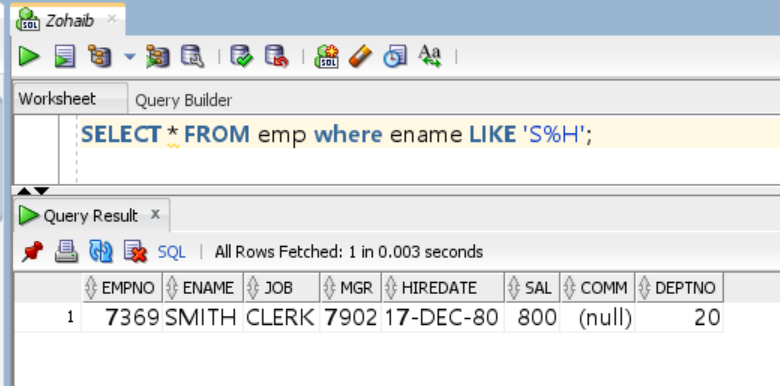 Zohaib
Worksheet Query Builder
SELECT * FROM emp where ename LIKE 'S%H';
Query Result x
SQL | All Rows Fetched: 1 in 0.003 seconds
EMPNO ENAME JOB MGR HIREDATE SAL COMM DEPTNO
1 7369 SMITH CLERK 7902 17-DEC-80 800 (null) 20